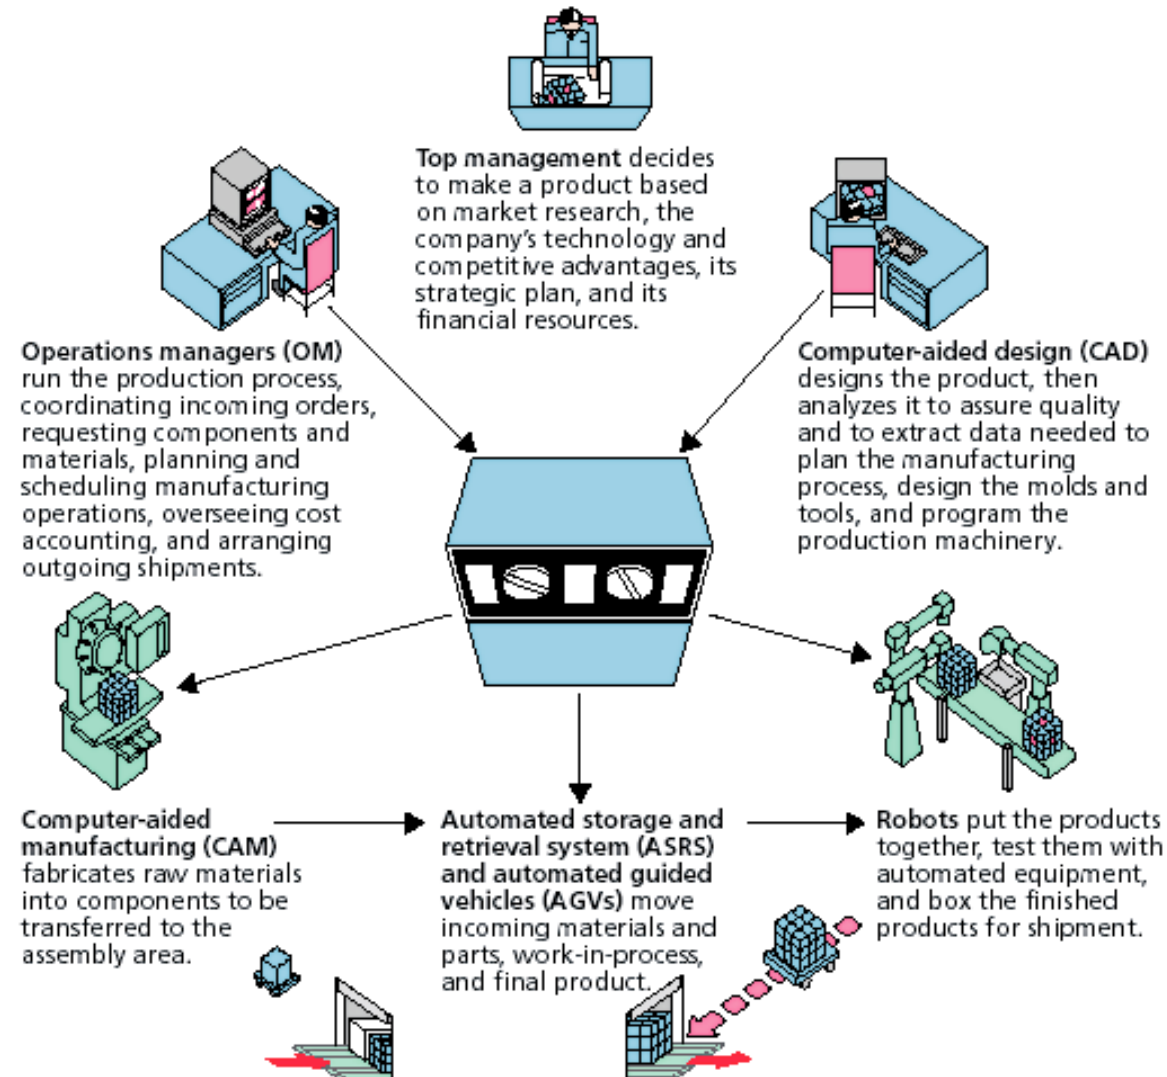 Top management decides
to make a product based
on market research, the
company's technology and
competitive advantages, its
strategic plan, and its
financial resources.
Operations managers (OM)
run the production process,
coordinating incoming orders,
requesting components and
materials, planning and
scheduling manufacturing
operations, overseeing cost
accounting, and arranging
outgoing shipments.
Computer-aided design (CAD)
designs the product, then
analyzes it to assure quality
and to extract data needed to
plan the manufacturing
process, design the molds and
tools, and program the
production machinery.
Computer-aided
manufacturing (CAM)
fabricates raw materials
into components to be
transferred to the
assembly area.
Automated storage and
retrieval system (ASRS)
and automated guided
vehicles (AGVs) move
incoming materials and
parts, work-in-process,
and final product.
Robots put the products
together, test them with
automated equipment,
and box the finished
products for shipment.